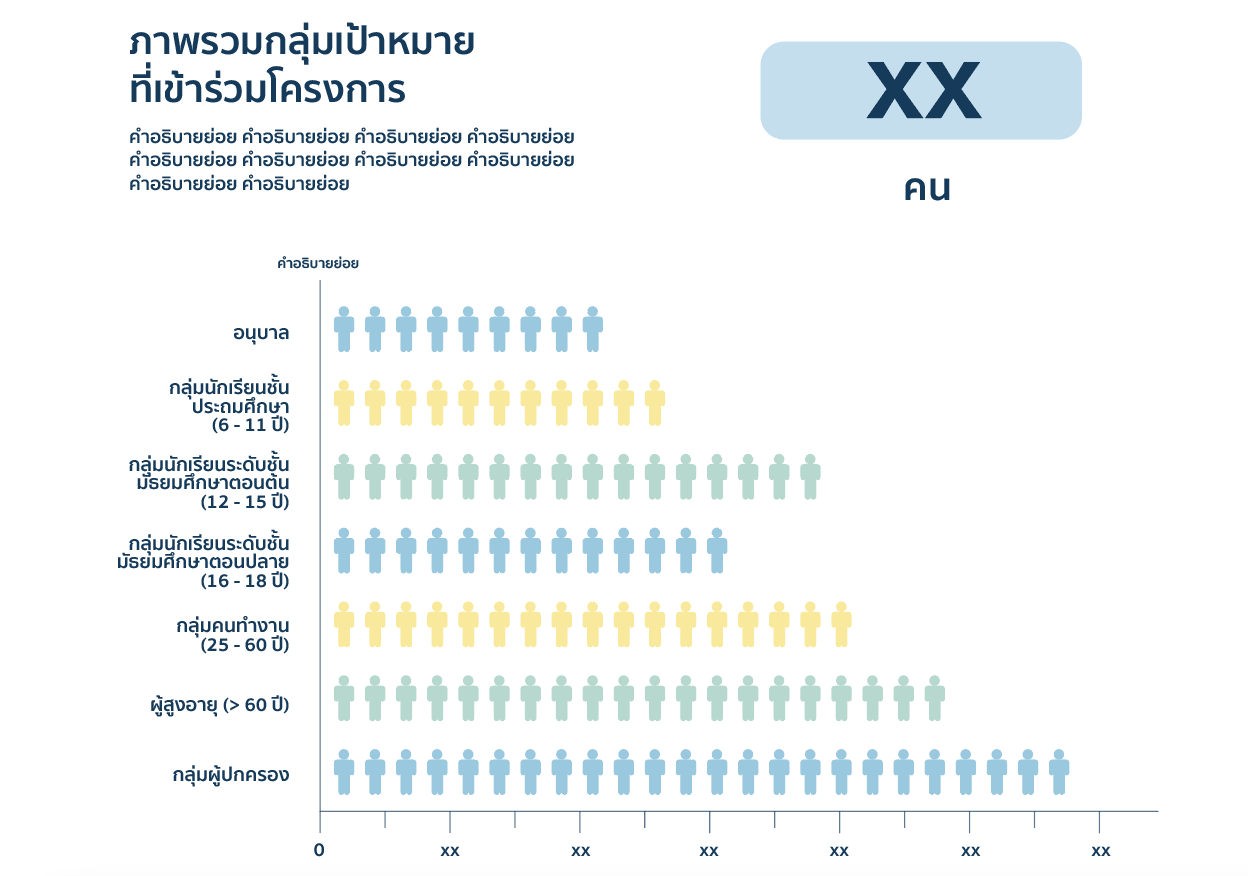 ภาพรวมกลุ่มเป้าหมาย
ที่เข้าร่วมโครงการ
คำอธิบายย่อย คำอธิบายย่อย คำอธิบายย่อย คำอธิบายย่อย
คำอธิบายย่อย คำอธิบายย่อย คำอธิบายย่อย คำอธิบายย่อย
คำอธิบายย่อย คำอธิบายย่อย
XX
คน
คำอธิบายย่อย
อนุบาล
กลุ่มนักเรียนชั้น
ประถมศึกษา
(6 - 11 ปี)
กลุ่มนักเรียนระดับชั้น
มัธยมศึกษาตอนต้น
(12 - 15 ปี)
กลุ่มนักเรียนระดับชั้น
มัธยมศึกษาตอนปลาย
(16 - 18 ปี)
กลุ่มคนทำงาน
(25 - 60 ปี)
ผู้สูงอายุ (> 60 ปี)
กลุ่มผู้ปกครอง
0 xx xx xx xx xx xx